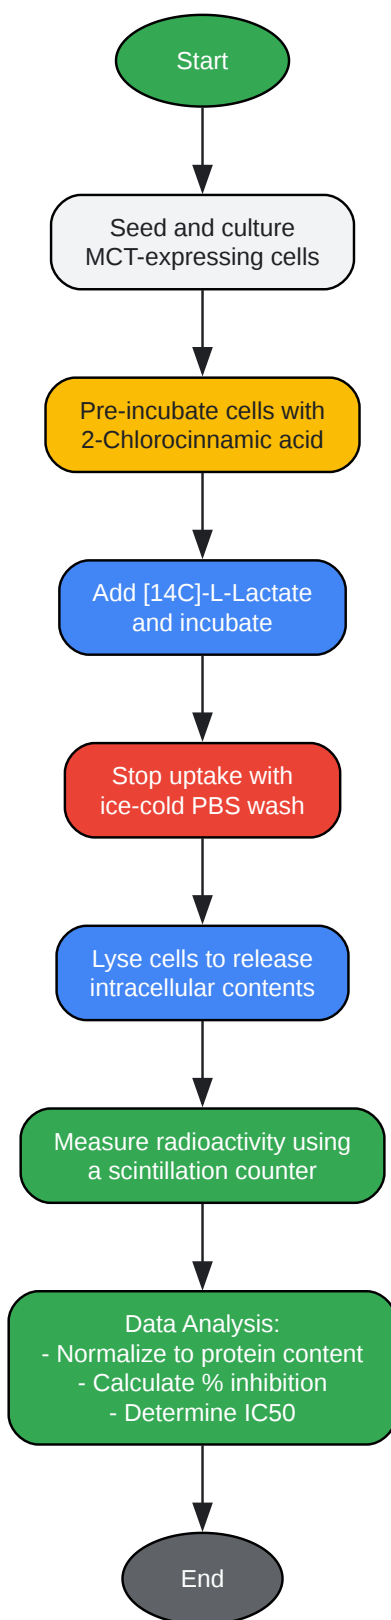 Start
Seed and culture
MCT-expressing cells
Pre-incubate cells with
2-Chlorocinnamic acid
Add [14C]-L-Lactate
and incubate
Stop uptake with
ice-cold PBS wash
Lyse cells to release
intracellular contents
Measure radioactivity using
a scintillation counter
Data Analysis:
- Normalize to protein content
- Calculate % inhibition
- Determine IC50
End